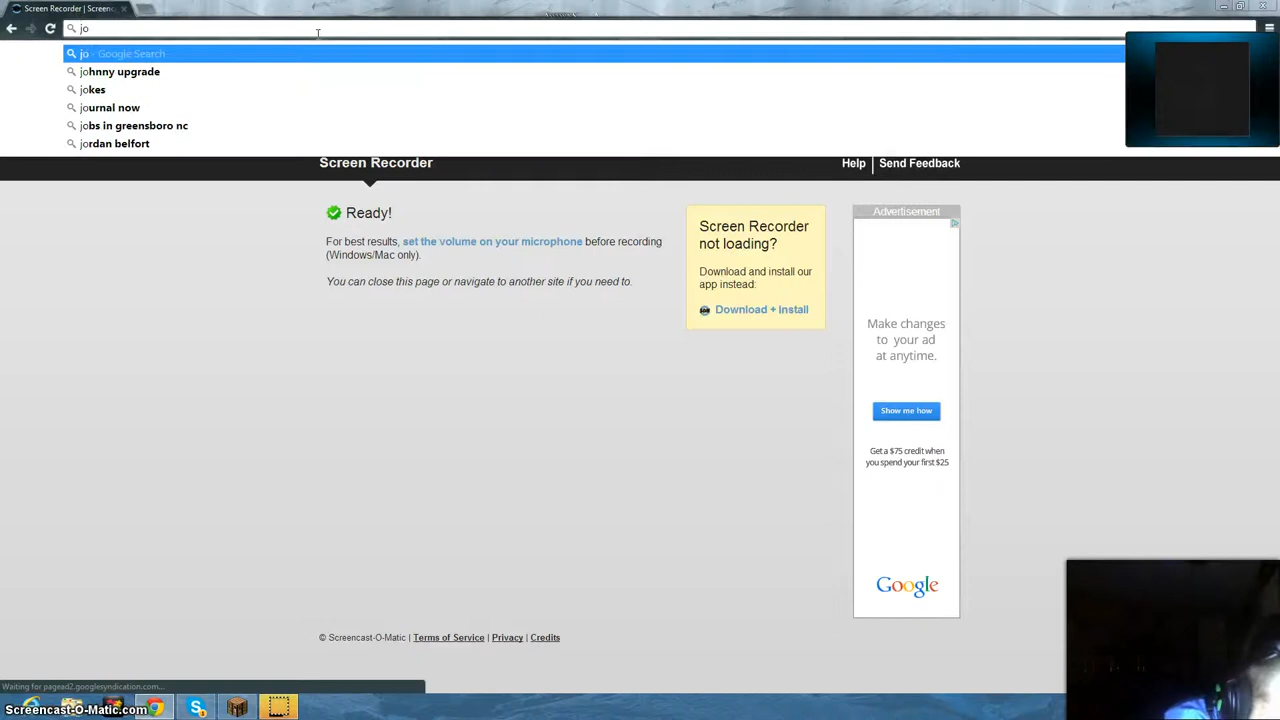 Screen Recorder | Screenc
jo
jo - Google Search
johnny upgrade
jokes
journal now
jobs in greensboro nc
jordan belfort
Screen Recorder
Help | Send Feedback
Ready!
For best results, set the volume on your microphone before recording
(Windows/Mac only).
You can close this page or navigate to another site if you need to.
Screen Recorder
not loading?
Download and install our
app instead:
Download + Install
Advertisement
Make changes
to your ad
at anytime.
Show me how
Get a $75 credit when
you spend your first $25
Google
© Screencast-O-Matic | Terms of Service | Privacy | Credits
Waiting for pagead2.googlesyndication.com...
Screencast-O-Matic.com